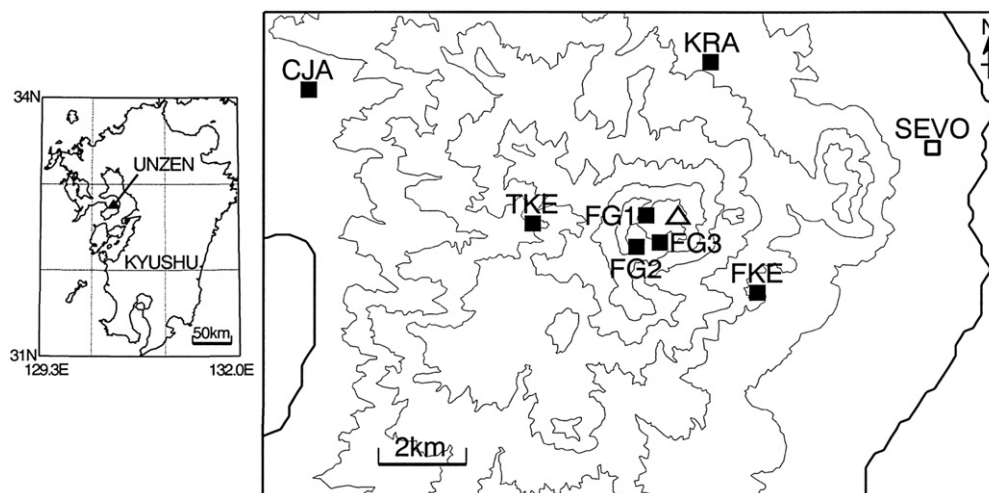 34N
UNZEN
KYUSHU
50km
31N
129.3E
132.0E
CJA
KRA
N
SEVO
TKE
FG1
FG3
FG2
FKE
2km